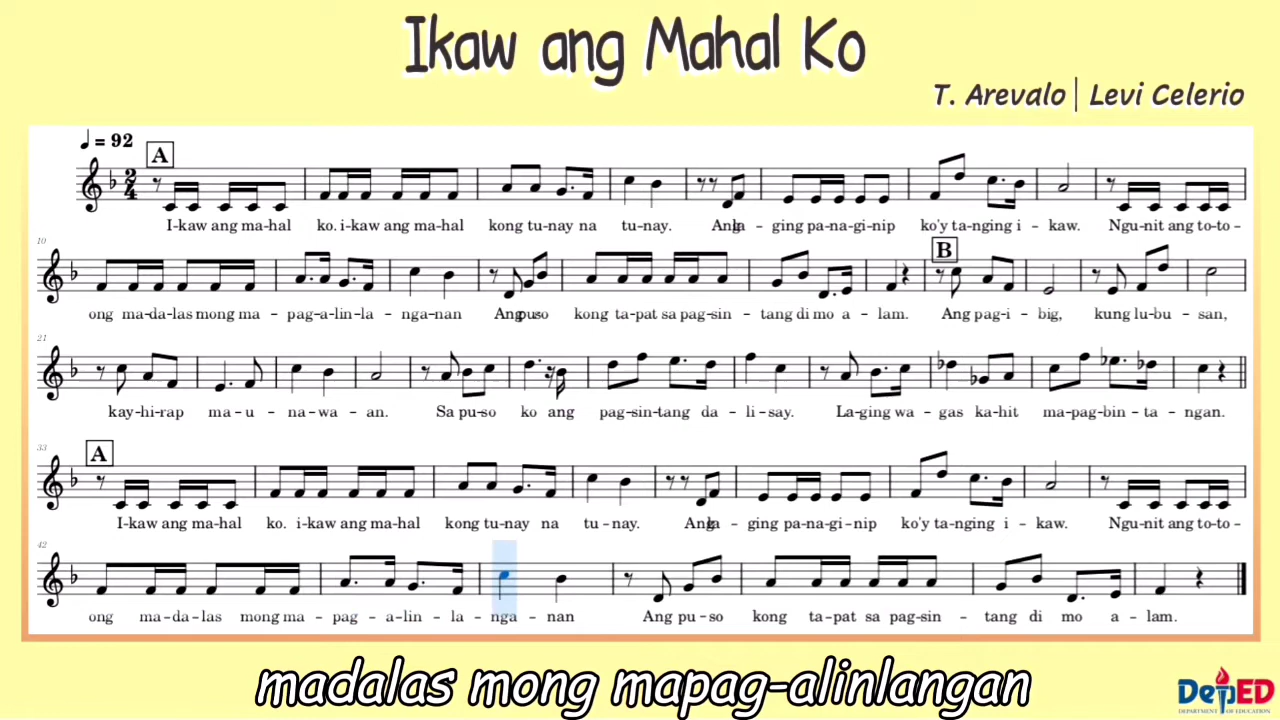 Ikaw ang Mahal Ko
T. Arevalo | Levi Celerio
♩ = 92
A
I-kaw ang ma-hal ko. i-kaw ang ma-hal kong tu-nay na tu-nay. Ang la-ging pa-na-gi-nip ko'y ta-nging i-kaw. Ngu-nit ang to-to-
10
B
ong ma-da-las mong ma-pag-a-lin-la-nga-nan Ang pu-so kong ta-pat sa pag-sin-tang di mo a-lam. Ang pag-i-big, kung lu-bu-san,
21
kay-hi-rap ma-u-na-wa-an. Sa pu-so ko ang pag-sin-tang da-li-say. La-ging wa-gas ka-hit ma-pag-bin-ta-ngan.
33
A
I-kaw ang ma-hal ko. i-kaw ang ma-hal kong tu-nay na tu-nay. Ang la-ging pa-na-gi-nip ko'y ta-nging i-kaw. Ngu-nit ang to-to-
42
ong ma-da-las mong ma-pag-a-lin-la-nga-nan Ang pu-so kong ta-pat sa pag-sin-tang di mo a-lam.
madalas mong mapag-alinlangan
DepED
DEPARTMENT OF EDUCATION